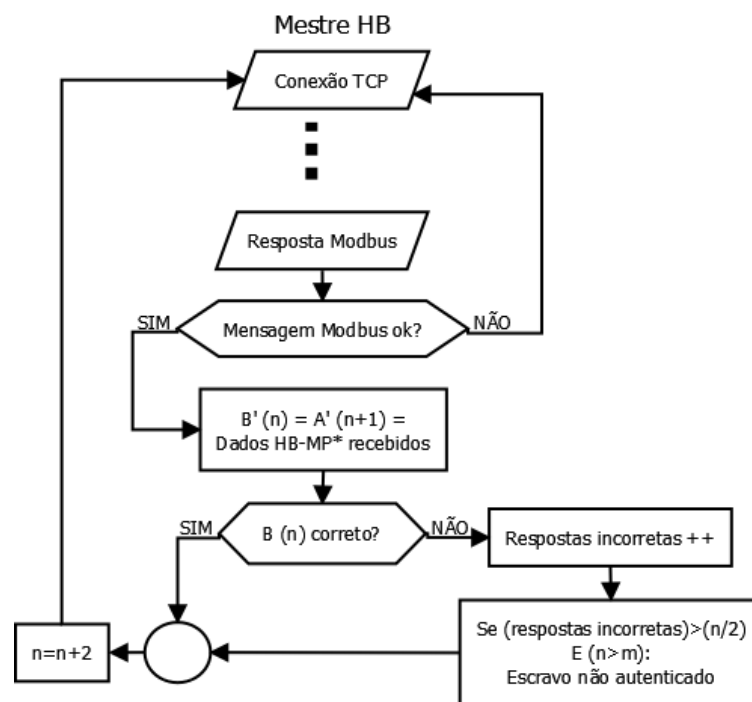 Mestre HB
Conexão TCP
Resposta Modbus
SIM
Mensagem Modbus ok?
NÃO
B' (n) = A' (n+1) =
Dados HB-MP* recebidos
SIM
B (n) correto?
NÃO
Respostas incorretas ++
n=n+2
Se (respostas incorretas)>(n/2)
E (n>m):
Escravo não autenticado